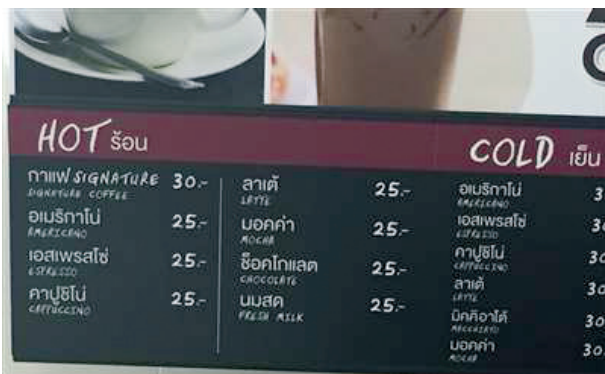 HOT ร้อน
กาแฟ SIGNATURE 30.-
SIGNATURE COFFEE
อเมริกาโน่ 25.-
AMERICANO
เอสเพรสโซ่ 25.-
ESPRESSO
คาปูชิโน่ 25.-
CAPPUCCINO
ลาเต้ 25.-
LATTE
มอคค่า 25.-
MOCHA
ช็อคโกแลต 25.-
CHOCOLATE
นมสด 25.-
FRESH MILK
COLD เย็น
อเมริกาโน่ 3
AMERICANO
เอสเพรสโซ่ 30
ESPRESSO
คาปูชิโน่ 30
CAPPUCCINO
ลาเต้ 30
LATTE
มัคคิอาโต้ 30
MACCHIATO
มอคค่า 30.
MOCHA